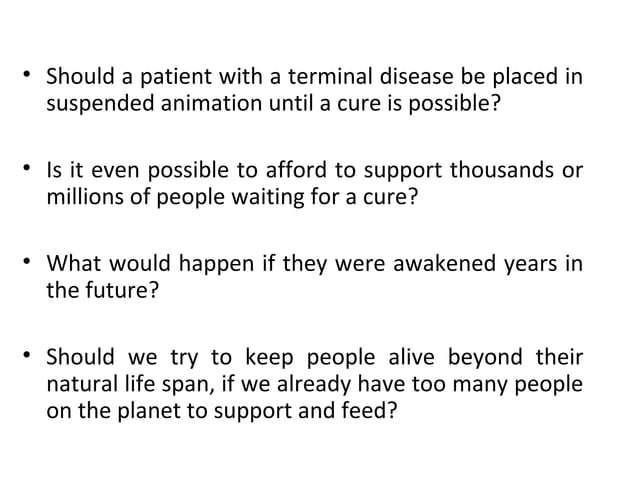 • Should a patient with a terminal disease be placed in
suspended animation until a cure is possible?
• Is it even possible to afford to support thousands or
millions of people waiting for a cure?
• What would happen if they were awakened years in
the future?
• Should we try to keep people alive beyond their
natural life span, if we already have too many people
on the planet to support and feed?